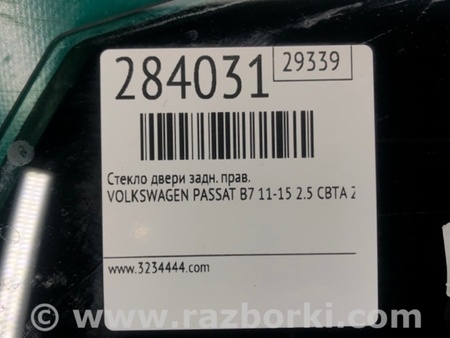 284031
29339
Стекло двери задн. прав.
VOLKSWAGEN PASSAT B7 11-15 2.5 CBTA 2
www.3234444.com
© www.razborki.com